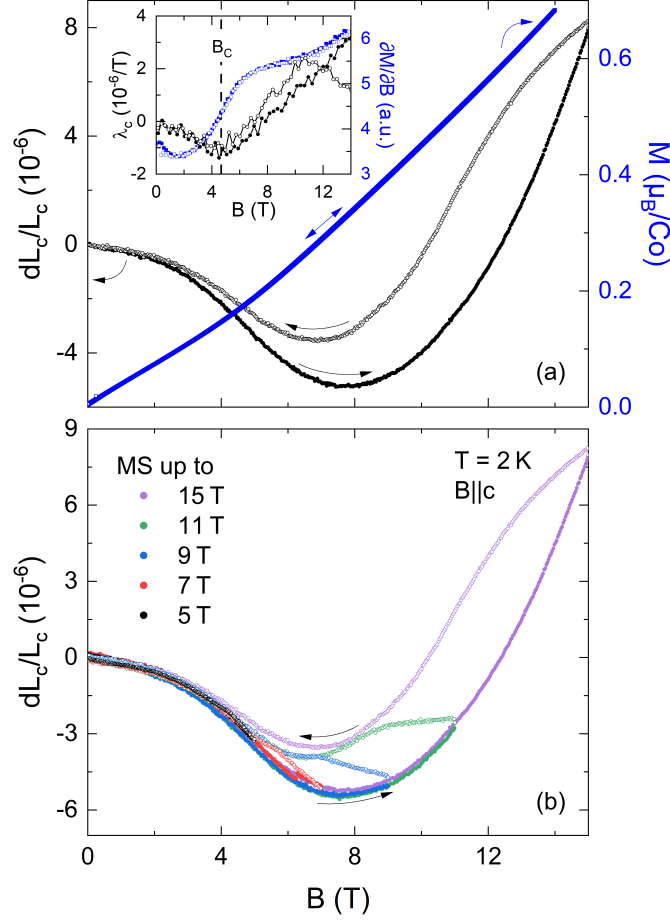 (a)
dL_c/L_c (10^-6)
8
4
0
-4
M (μ_B/Co)
0.6
0.4
0.2
0.0
λ_c (10^-6/T)
4
2
0
-2
B_C
∂M/∂B (a.u.)
6
5
4
3
0 4 8 12
B (T)
(b)
dL_c/L_c (10^-6)
9
6
3
0
-3
-6
MS up to
15 T
11 T
9 T
7 T
5 T
T = 2 K
B||c
0 4 8 12
B (T)